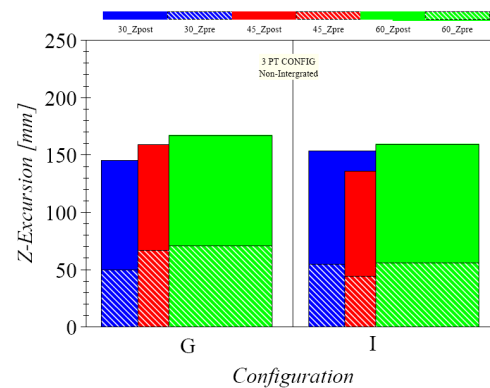 30_Zpost 30_Zpre 45_Zpost 45_Zpre 60_Zpost 60_Zpre
3 PT CONFIG
Non-Intergrated
Z-Excursion [mm]
250
200
150
100
50
0
G I
Configuration